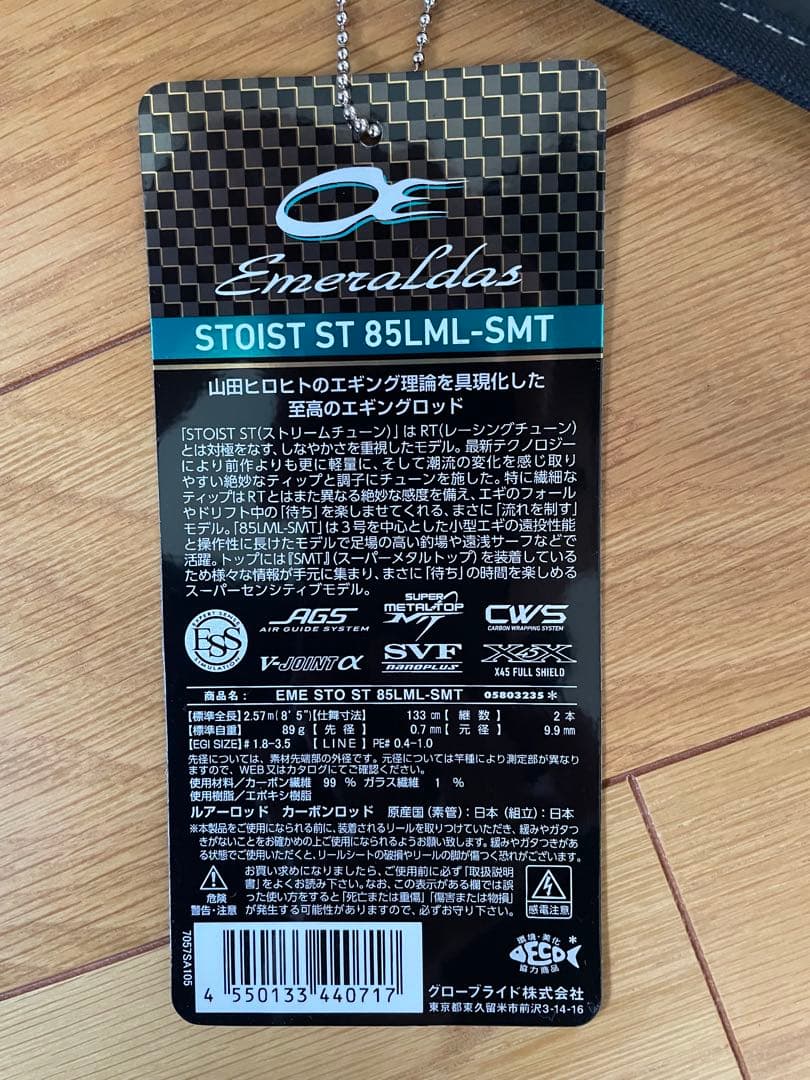 Emeraldas
STOIST ST 85LML-SMT
山田ヒロヒトのエギング理論を具現化した
至高のエギングロッド
「STOIST ST(ストリームチューン)」はRT(レーシングチューン)
とは対極をなす、しなやかさを重視したモデル。最新テクノロジー
により前作よりも更に軽量に、そして潮流の変化を感じ取り
やすい絶妙なティップと調子にチューンを施した。特に繊細な
ティップはRTとはまた異なる絶妙な感度を備え、エギのフォール
やドリフト中の「待ち」を楽しませてくれる、まさに「流れを制す」
モデル。「85LML-SMT」は3号を中心とした小型エギの遠投性能
と操作性に長けたモデルで足場の高い釣場や遠浅サーフなどで
活躍。トップには『SMT』(スーパーメタルトップ)を装着している
ため様々な情報が手元に集まり、まさに「待ち」の時間を楽しめる
スーパーセンシティブモデル。
EXPERT SENSE
ESS
SIMULATION
AGS
AIR GUIDE SYSTEM
SUPER
METAL-TOP
MT
CWS
CARBON WRAPPING SYSTEM
V-JOINT α
SVF
nanoplus
X45X
X45 FULL SHIELD
商品名: EME STO ST 85LML-SMT 05803235*
【標準全長】2.57m(8'5")【仕舞寸法】 133cm【継数】 2本
【標準自重】 89g【先径】 0.7mm【元径】 9.9mm
【EGI SIZE】#1.8-3.5 【LINE】PE#0.4-1.0
先径については、素材先端部の外径です。元径については竿種により測定部が異なり
ますので、WEB又はカタログにてご確認ください。
使用材料/カーボン繊維 99 % ガラス繊維 1 %
使用樹脂/エポキシ樹脂
ルアーロッド カーボンロッド 原産国(素管):日本(組立):日本
※本製品をご使用になられる前に、装着されるリールを取りつけていただき、緩みやガタつ
きがないことをお確かめの上ご使用になられるようお願い致します。緩みやガタつきがあ
る状態でご使用いただくと、リールシートの破損やリールの脚が傷つく恐れがございます。
危険
警告・注意
お買い求めになりましたら、ご使用前に必ず「取扱説明
書」をよくお読み下さい。なお、この表示がある欄では誤
った使い方をすると「死亡または重傷」「傷害または物損」
が発生する可能性がありますので、必ずお守り下さい。
感電注意
7057SA105
4 550133 440717
環境・美化
ECO
*
協力商品
グローブライド株式会社
東京都東久留米市前沢3-14-16